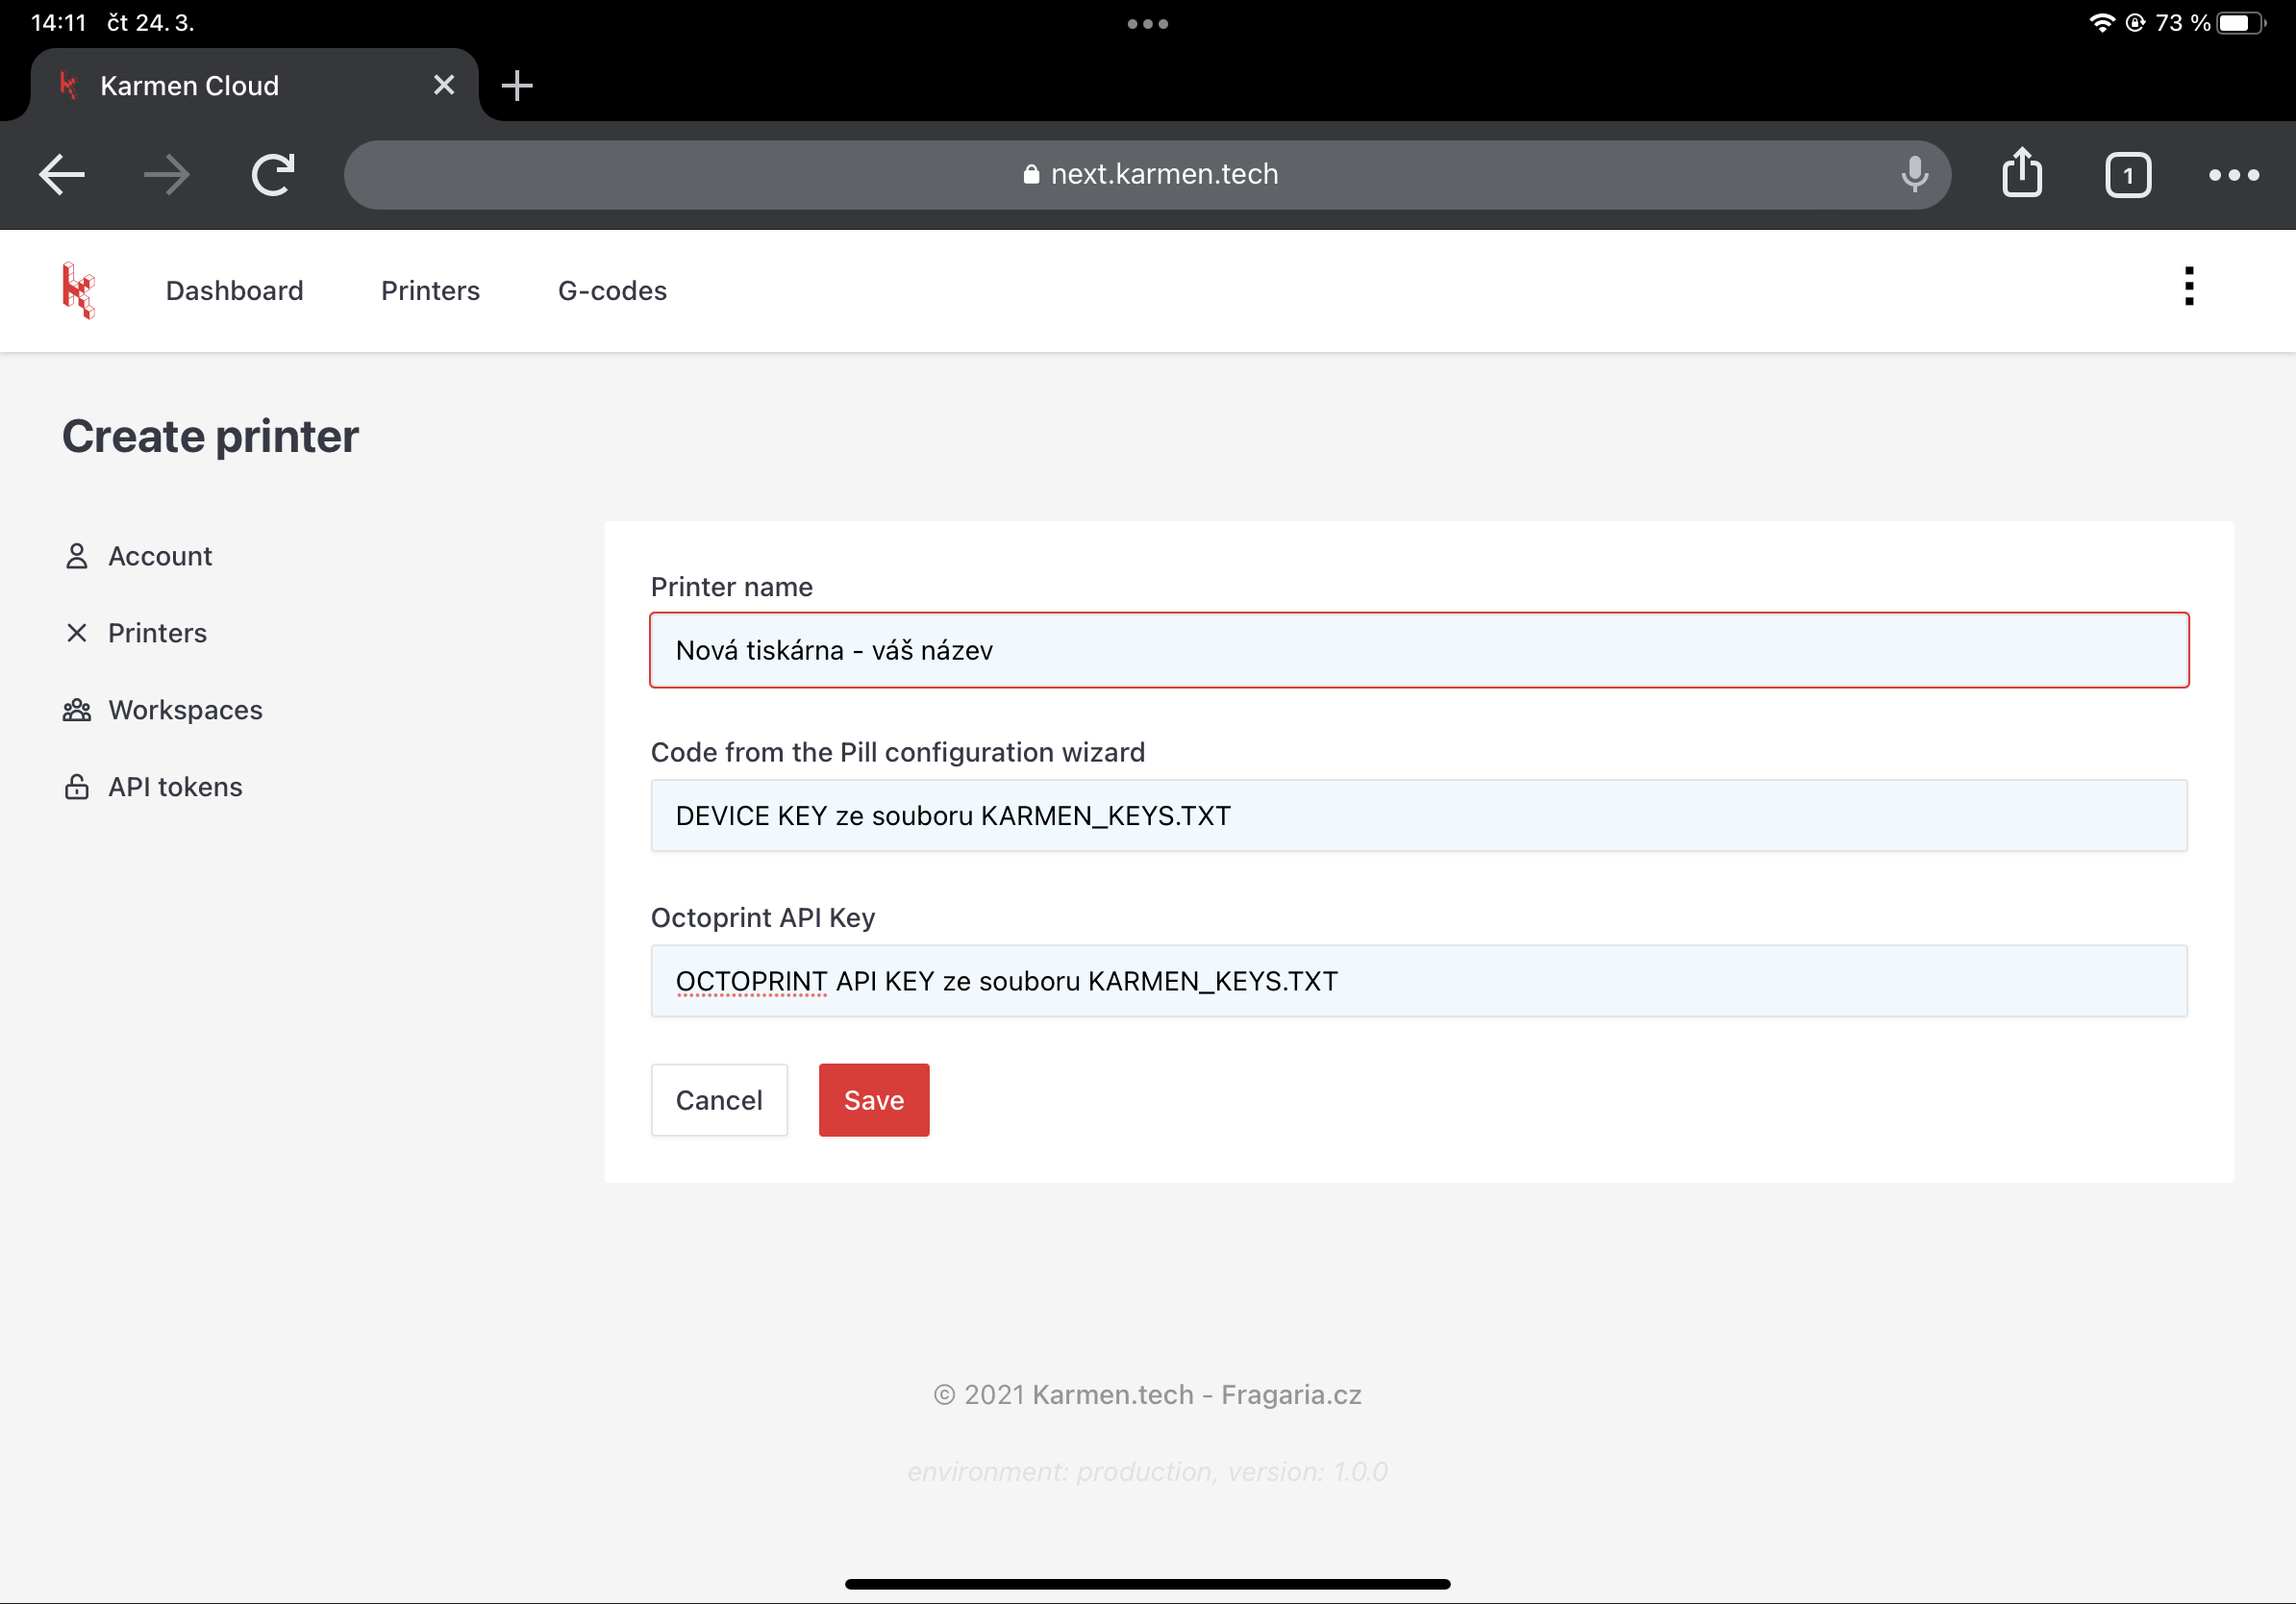 14:11 čt 24. 3.
73 %
Karmen Cloud
next.karmen.tech
1
Dashboard Printers G-codes
Create printer
Account
Printers
Workspaces
API tokens
Printer name
Nová tiskárna - váš název
Code from the Pill configuration wizard
DEVICE KEY ze souboru KARMEN_KEYS.TXT
Octoprint API Key
OCTOPRINT API KEY ze souboru KARMEN_KEYS.TXT
Cancel Save
© 2021 Karmen.tech - Fragaria.cz
environment: production, version: 1.0.0